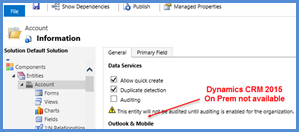 File
Show Dependencies
Publish
Managed Properties
Account
Information
Solution Default Solution
Components
Entities
Account
Forms
Views
Charts
Fields
1:N Relationships
General
Primary Field
Data Services
Allow quick create
Duplicate detection
Auditing
This entity will not be audited until auditing is enabled for the organization.
Outlook & Mobile
Dynamics CRM 2015
On Prem not available